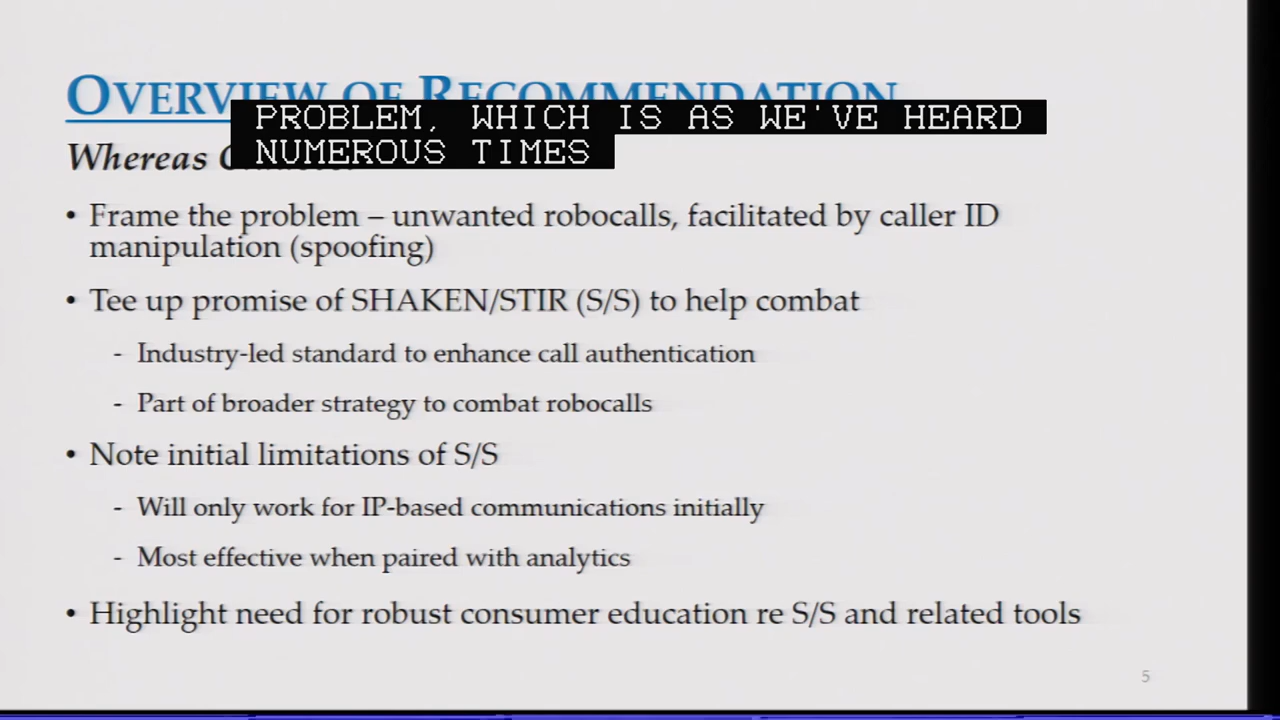 OVERVIEW OF RECOMMENDATION
PROBLEM, WHICH IS AS WE'VE HEARD
NUMEROUS TIMES
Whereas
• Frame the problem – unwanted robocalls, facilitated by caller ID
manipulation (spoofing)
• Tee up promise of SHAKEN/STIR (S/S) to help combat
- Industry-led standard to enhance call authentication
- Part of broader strategy to combat robocalls
• Note initial limitations of S/S
- Will only work for IP-based communications initially
- Most effective when paired with analytics
• Highlight need for robust consumer education re S/S and related tools
5